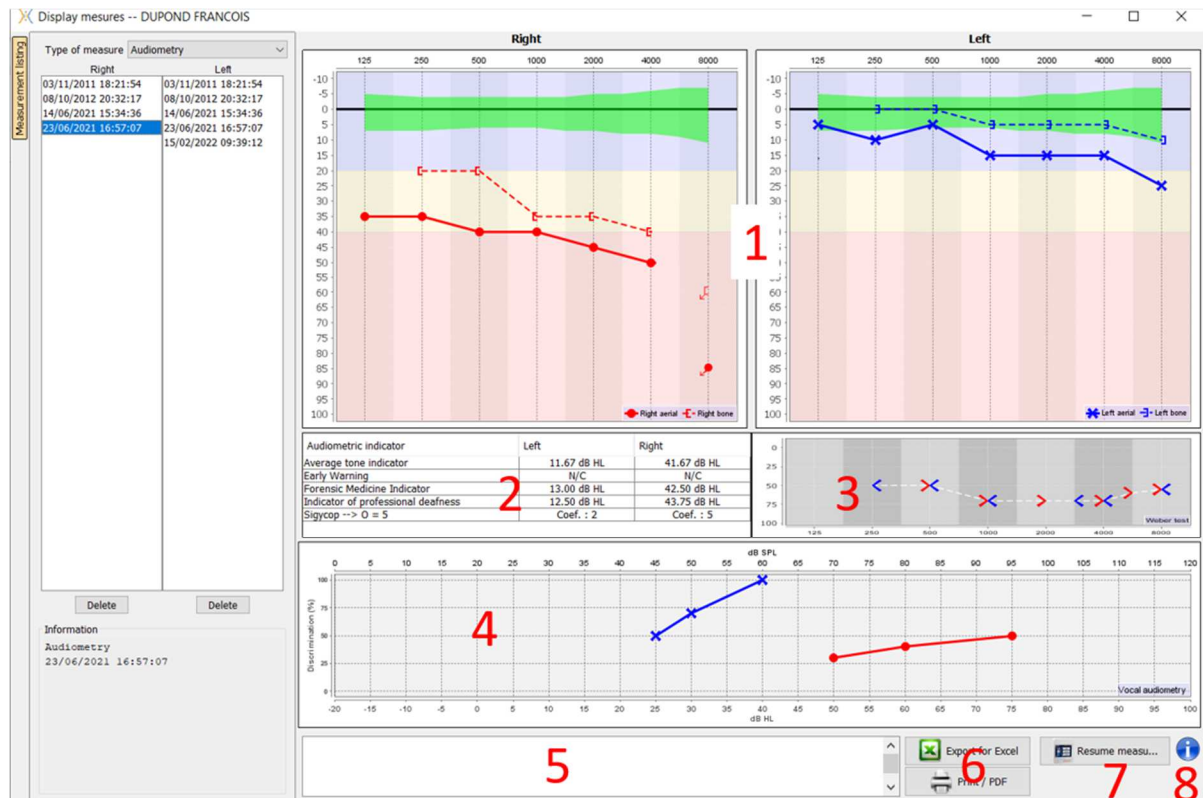 Display mesures -- DUPOND FRANCOIS
Measurement listing
Type of measure Audiometry
Right Left
03/11/2011 18:21:54 03/11/2011 18:21:54
08/10/2012 20:32:17 08/10/2012 20:32:17
14/06/2021 15:34:36 14/06/2021 15:34:36
23/06/2021 16:57:07 23/06/2021 16:57:07
15/02/2022 09:39:12
Delete Delete
Information
Audiometry
23/06/2021 16:57:07
Right
125 250 500 1000 2000 4000 8000
-10
-5
0
5
10
15
20
25
30
35
40
45
50
55
60
65
70
75
80
85
90
95
100
Right aerial Right bone
1
Left
125 250 500 1000 2000 4000 8000
-10
-5
0
5
10
15
20
25
30
55
60
65
70
75
80
85
90
95
100
Left aerial Left bone
Audiometric indicator Left Right
Average tone indicator 11.67 dB HL 41.67 dB HL
Early Warning N/C N/C
Forensic Medicine Indicator 13.00 dB HL 42.50 dB HL
Indicator of professional deafness 12.50 dB HL 43.75 dB HL
Sigycop --> O = 5 Coef. : 2 Coef. : 5
2
0
25
50
75
100
3
Weber test
125 250 500 1000 2000 4000 8000
dB SPL
0 5 10 15 20 25 30 35 40 45 50 55 60 65 70 75 80 85 90 95 100 105 110 115 120
Discrimination (%)
100
75
50
25
0
4
Vocal audiometry
-20 -15 -10 -5 0 5 10 15 20 25 30 35 40 45 50 55 60 65 70 75 80 85 90 95 100
dB HL
5
Export for Excel
Print / PDF
6
Resume measu...
7
8